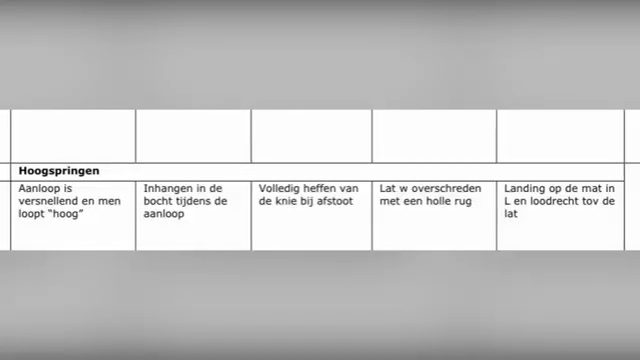 Hoogspringen
Aanloop is
versnellend en men
loopt “hoog”
Inhangen in de
bocht tijdens de
aanloop
Volledig heffen van
de knie bij afstoot
Lat w overschreden
met een holle rug
Landing op de mat in
L en loodrecht tov de
lat